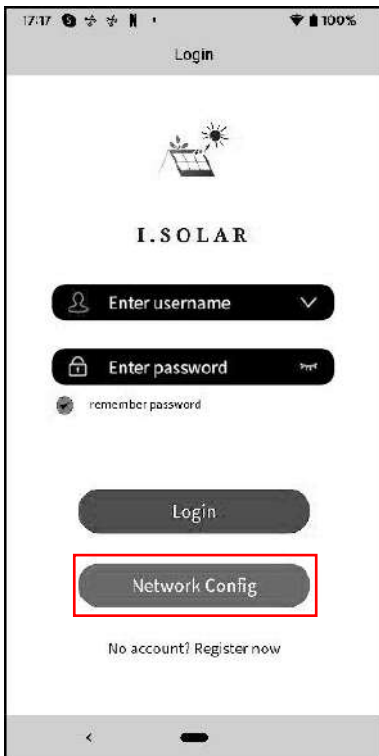 17:17 100%
Login
I.SOLAR
Enter username
Enter password
remember password
Login
Network Config
No account? Register now